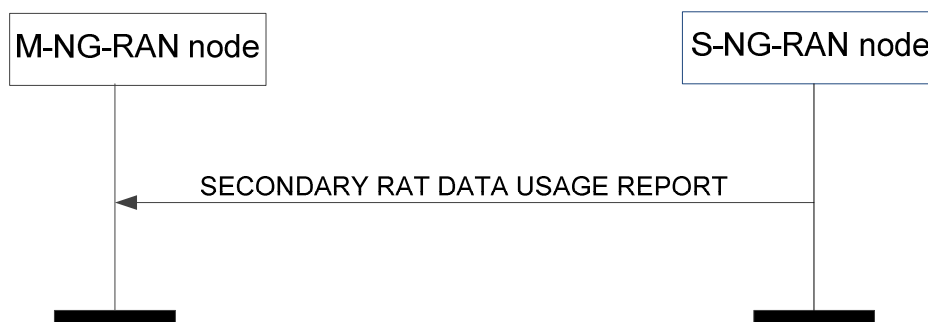 M-NG-RAN node
S-NG-RAN node
SECONDARY RAT DATA USAGE REPORT